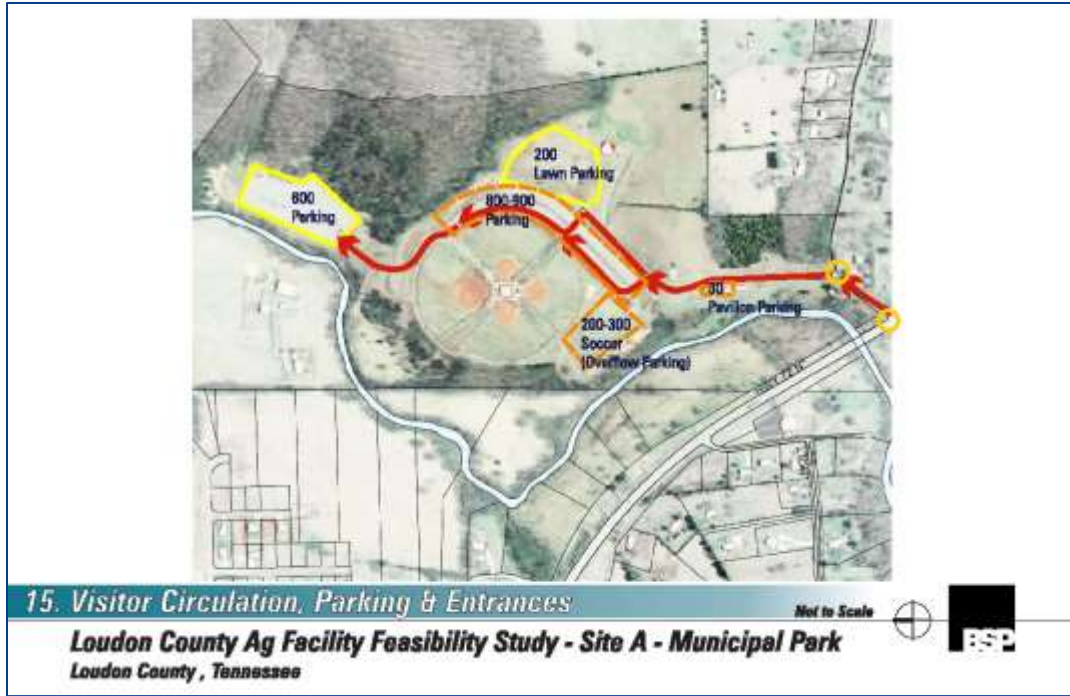 200
Lawn Parking
600
Parking
800-900
Parking
30
Pavilion Parking
200-300
Soccer
(Overflow Parking)
15. Visitor Circulation, Parking & Entrances
Not to Scale
Loudon County Ag Facility Feasibility Study - Site A - Municipal Park
Loudon County , Tennessee
BSP